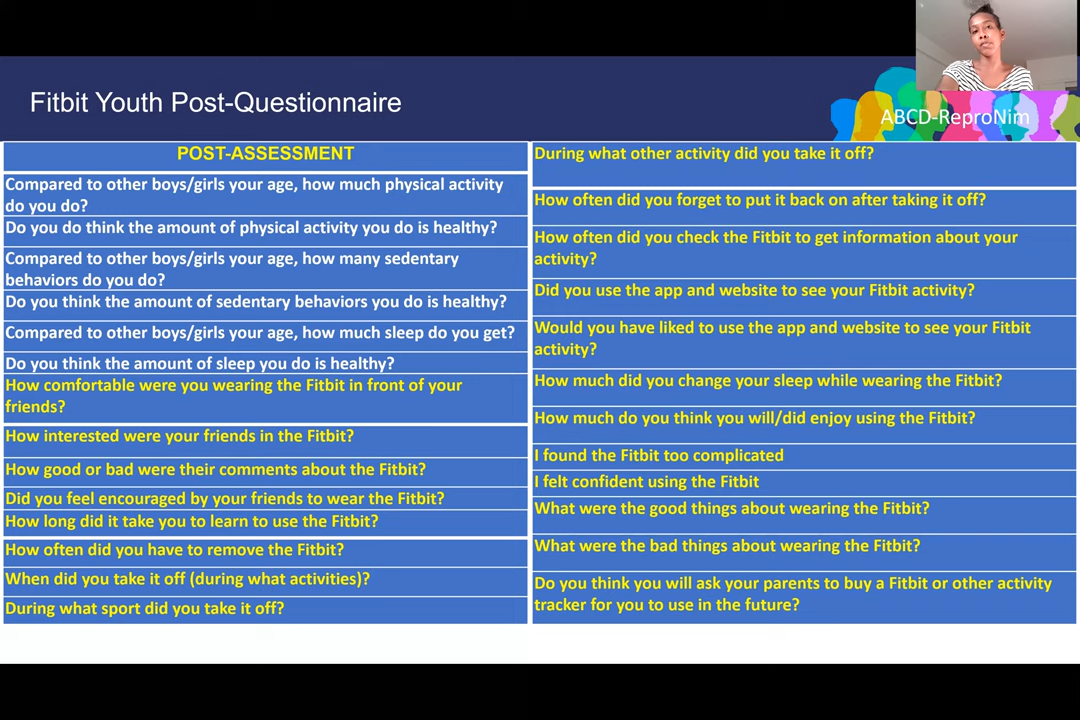 Fitbit Youth Post-Questionnaire
ABCD-ReproNim
POST-ASSESSMENT
Compared to other boys/girls your age, how much physical activity
do you do?
Do you do think the amount of physical activity you do is healthy?
Compared to other boys/girls your age, how many sedentary
behaviors do you do?
Do you think the amount of sedentary behaviors you do is healthy?
Compared to other boys/girls your age, how much sleep do you get?
Do you think the amount of sleep you do is healthy?
How comfortable were you wearing the Fitbit in front of your
friends?
How interested were your friends in the Fitbit?
How good or bad were their comments about the Fitbit?
Did you feel encouraged by your friends to wear the Fitbit?
How long did it take you to learn to use the Fitbit?
How often did you have to remove the Fitbit?
When did you take it off (during what activities)?
During what sport did you take it off?
During what other activity did you take it off?
How often did you forget to put it back on after taking it off?
How often did you check the Fitbit to get information about your
activity?
Did you use the app and website to see your Fitbit activity?
Would you have liked to use the app and website to see your Fitbit
activity?
How much did you change your sleep while wearing the Fitbit?
How much do you think you will/did enjoy using the Fitbit?
I found the Fitbit too complicated
I felt confident using the Fitbit
What were the good things about wearing the Fitbit?
What were the bad things about wearing the Fitbit?
Do you think you will ask your parents to buy a Fitbit or other activity
tracker for you to use in the future?